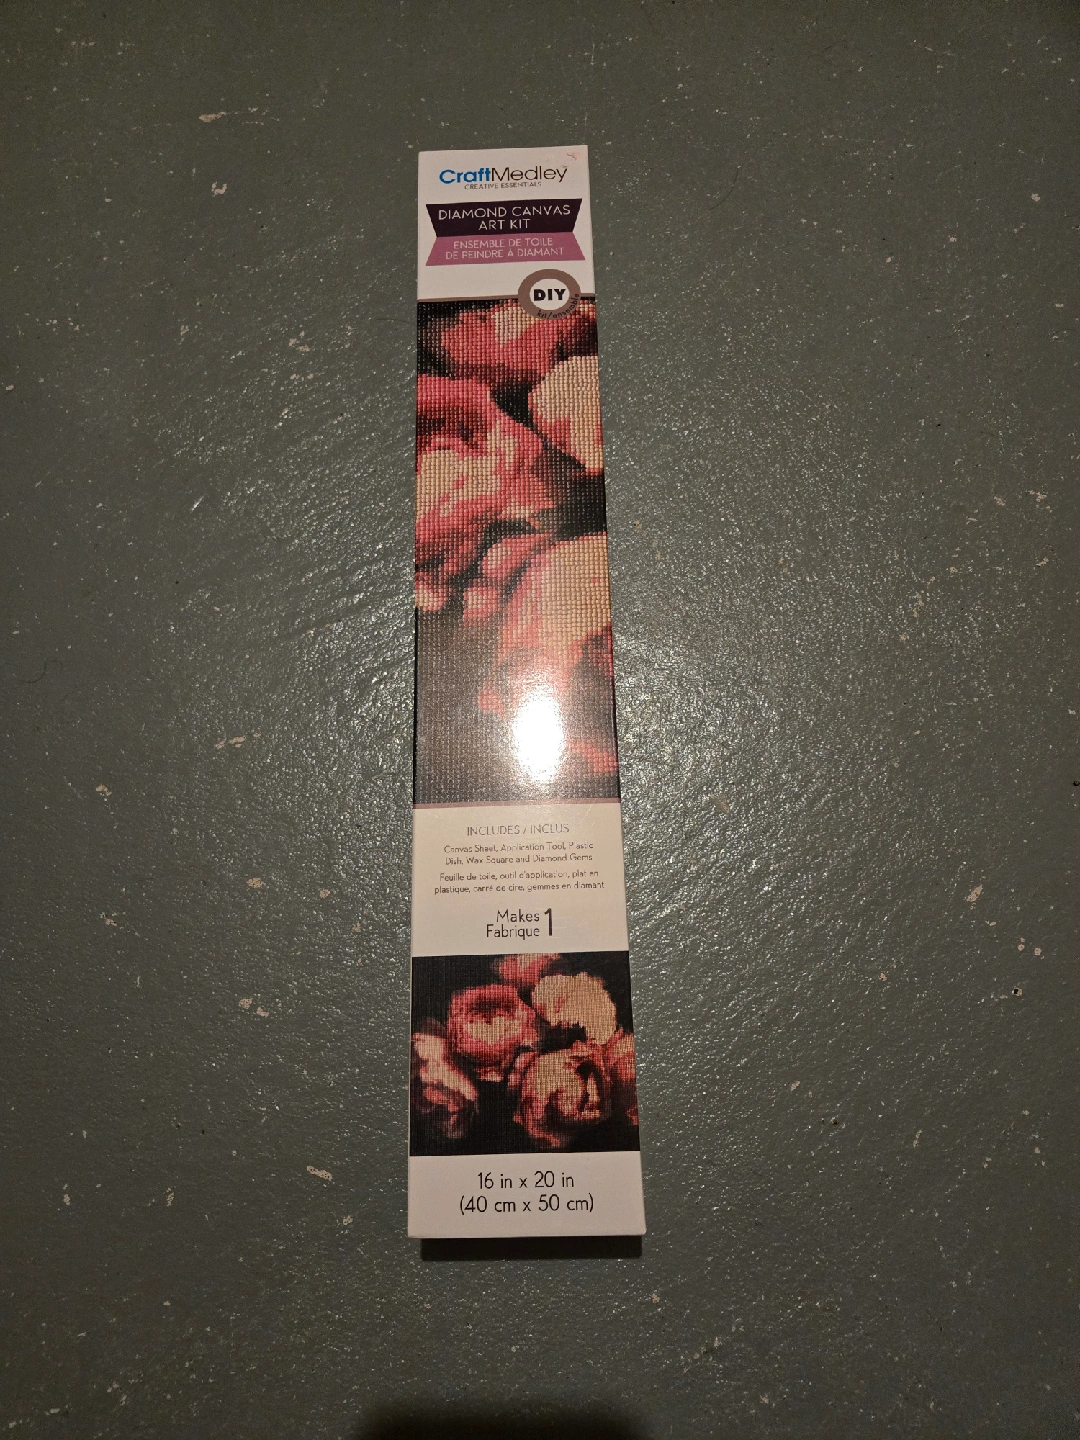 CraftMedley
CREATIVE ESSENTIALS
DIAMOND CANVAS
ART KIT
ENSEMBLE DE TOILE
DE PEINDRE À DIAMANT
DIY
kit/ensemble
INCLUDES / INCLUS
Canvas Sheet, Application Tool, Plastic
Dish, Wax Square and Diamond Gems
Feuille de toile, outil d'application, plat en
plastique, carré de cire, gemmes en diamant
Makes
Fabrique 1
16 in x 20 in
(40 cm x 50 cm)